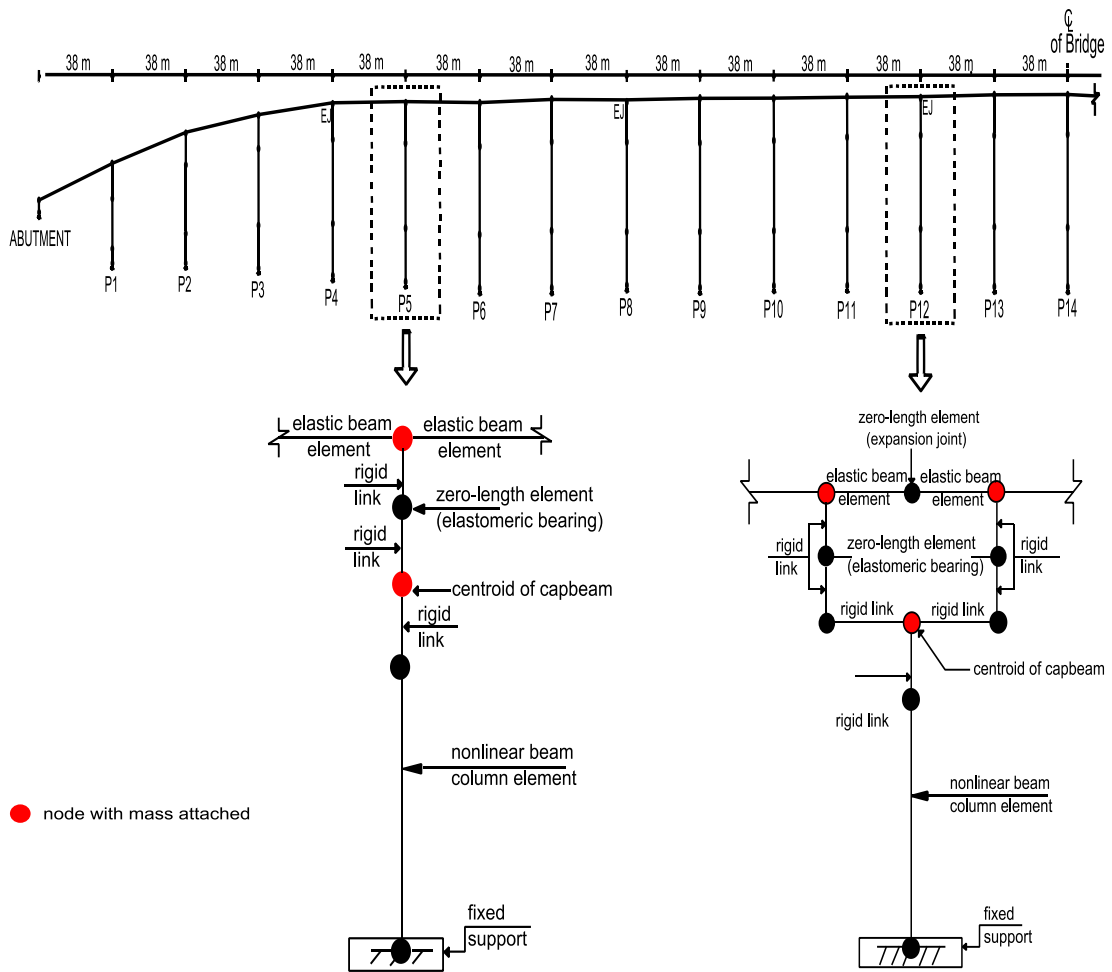 ℄
of Bridge
38 m 38 m 38 m 38 m 38 m 38 m 38 m 38 m 38 m 38 m 38 m 38 m 38 m 38 m
EJ EJ EJ
ABUTMENT
P1 P2 P3 P4 P5 P6 P7 P8 P9 P10 P11 P12 P13 P14
elastic beam
element
elastic beam
element
rigid
link
zero-length element
(elastomeric bearing)
rigid
link
centroid of capbeam
rigid
link
nonlinear beam
column element
fixed
support
node with mass attached
zero-length element
(expansion joint)
elastic beam
element
elastic beam
element
rigid
link
zero-length element
(elastomeric bearing)
rigid
link
rigid link
rigid link
centroid of capbeam
rigid link
nonlinear beam
column element
fixed
support